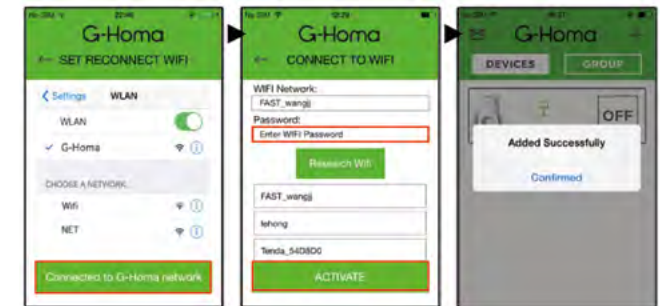 G-Homa
SET RECONNECT WIFI
Settings WLAN
WLAN
G-Homa
CHOOSE A NETWORK...
Wifi
NET
Connected to G-Homa network
G-Homa
CONNECT TO WIFI
WIFI Network:
FAST_wangjj
Password:
Enter WIFI Password
Research Wifi
FAST_wangjj
lehong
Tenda_54D8D0
ACTIVATE
G-Homa
DEVICES GROUP
OFF
Added Successfully
Confirmed